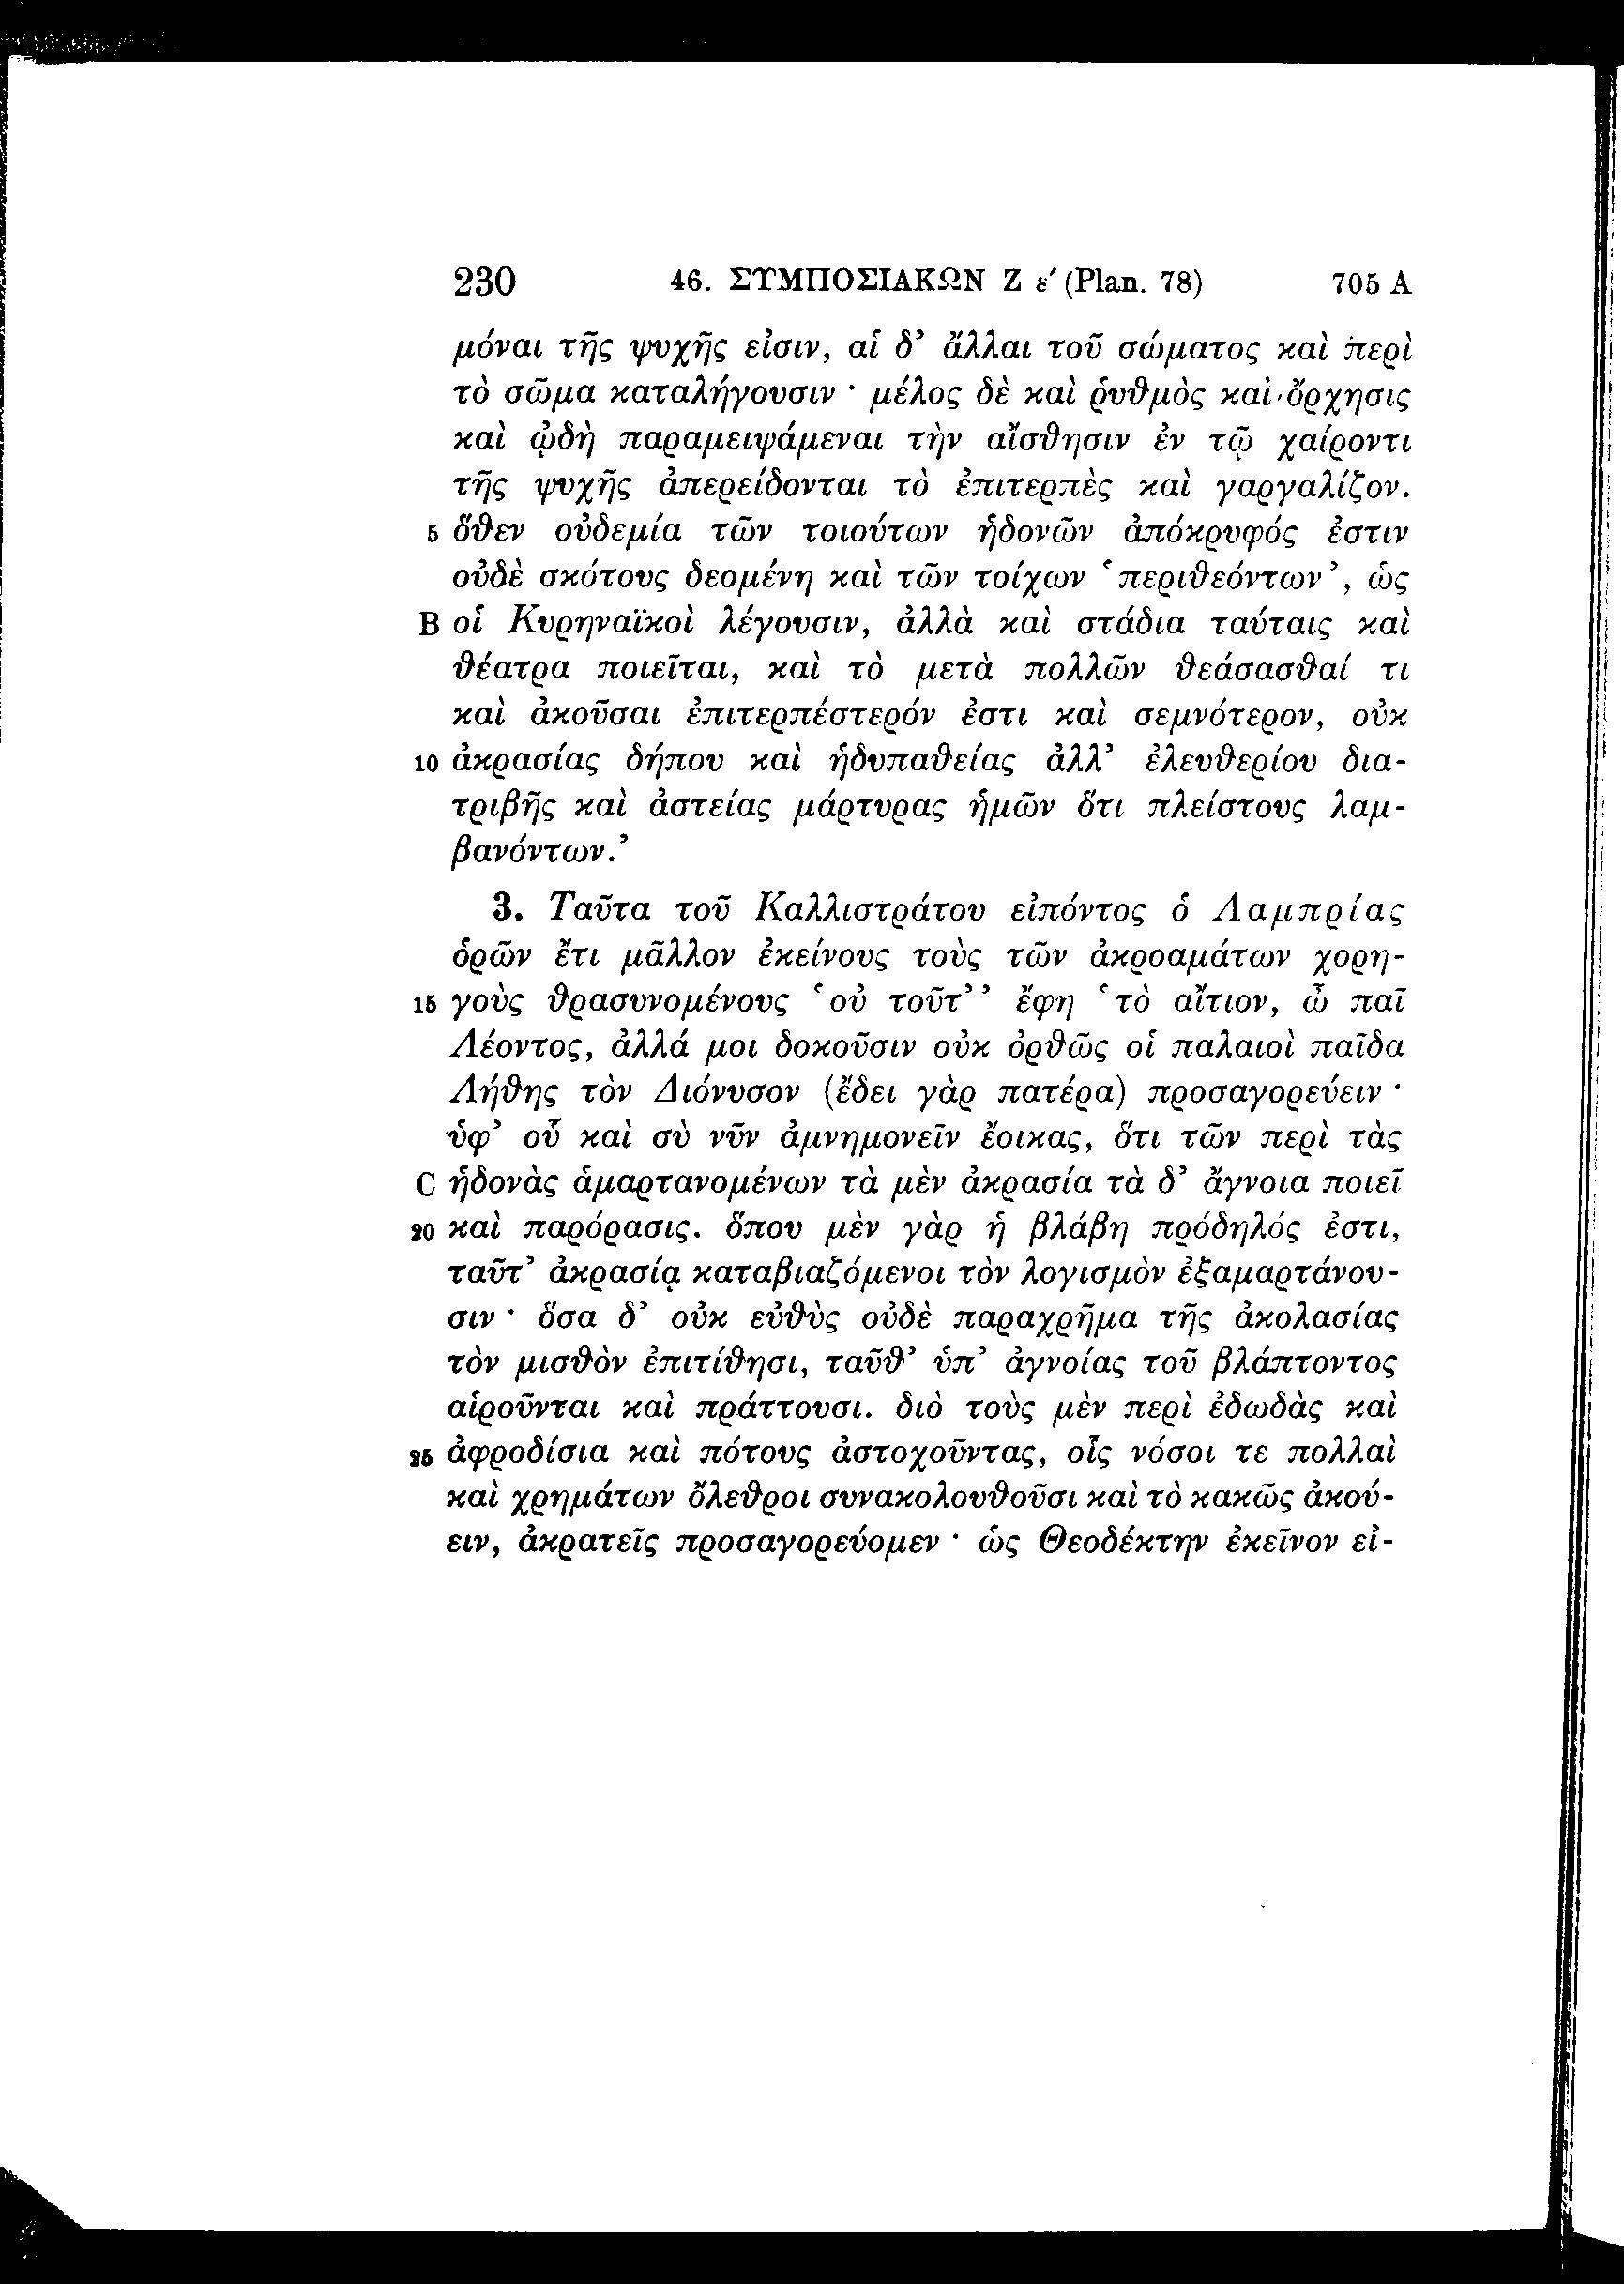 230 46. ΣΥΜΠΟΣΙΑΚΩΝ Ζ ε′ (Plan. 78) 705 A
μόναι τῆς ψυχῆς εἰσιν, αἱ δ’ ἄλλαι τοῦ σώματος καὶ περὶ
τὸ σῶμα καταλήγουσιν · μέλος δὲ καὶ ῥυθμὸς καὶ ὄρχησις
καὶ ᾠδὴ παραμειψάμεναι τὴν αἴσθησιν ἐν τῷ χαίροντι
τῆς ψυχῆς ἀπερείδονται τὸ ἐπιτερπὲς καὶ γαργαλίζον.
5 ὅθεν οὐδεμία τῶν τοιούτων ἡδονῶν ἀπόκρυφός ἐστιν
οὐδὲ σκότους δεομένη καὶ τῶν τοίχων ‘περιθεόντων’, ὡς
B οἱ Κυρηναϊκοὶ λέγουσιν, ἀλλὰ καὶ στάδια ταύταις καὶ
θέατρα ποιεῖται, καὶ τὸ μετὰ πολλῶν θεάσασθαί τι
καὶ ἀκοῦσαι ἐπιτερπέστερόν ἐστι καὶ σεμνότερον, οὐκ
10 ἀκρασίας δήπου καὶ ἡδυπαθείας ἀλλ’ ἐλευθερίου δια-
τριβῆς καὶ ἀστείας μάρτυρας ἡμῶν ὅτι πλείστους λαμ-
βανόντων.’
3. Ταῦτα τοῦ Καλλιστράτου εἰπόντος ὁ Λαμπρίας
ὁρῶν ἔτι μᾶλλον ἐκείνους τοὺς τῶν ἀκροαμάτων χορη-
15 γοὺς θρασυνομένους ‘οὐ τοῦτ’’ ἔφη ‘τὸ αἴτιον, ὦ παῖ
Λέοντος, ἀλλά μοι δοκοῦσιν οὐκ ὀρθῶς οἱ παλαιοὶ παῖδα
Λήθης τὸν Διόνυσον (ἔδει γὰρ πατέρα) προσαγορεύειν ·
ὑφ’ οὗ καὶ σὺ νῦν ἀμνημονεῖν ἔοικας, ὅτι τῶν περὶ τὰς
C ἡδονὰς ἁμαρτανομένων τὰ μὲν ἀκρασία τὰ δ’ ἄγνοια ποιεῖ
20 καὶ παρόρασις. ὅπου μὲν γὰρ ἡ βλάβη πρόδηλός ἐστι,
ταῦτ’ ἀκρασίᾳ καταβιαζόμενοι τὸν λογισμὸν ἐξαμαρτάνου-
σιν · ὅσα δ’ οὐκ εὐθὺς οὐδὲ παραχρῆμα τῆς ἀκολασίας
τὸν μισθὸν ἐπιτίθησι, ταῦθ’ ὑπ’ ἀγνοίας τοῦ βλάπτοντος
αἱροῦνται καὶ πράττουσι. διὸ τοὺς μὲν περὶ ἐδωδὰς καὶ
25 ἀφροδίσια καὶ πότους ἀστοχοῦντας, οἷς νόσοι τε πολλαὶ
καὶ χρημάτων ὄλεθροι συνακολουθοῦσι καὶ τὸ κακῶς ἀκού-
ειν, ἀκρατεῖς προσαγορεύομεν · ὡς Θεοδέκτην ἐκεῖνον εἰ-